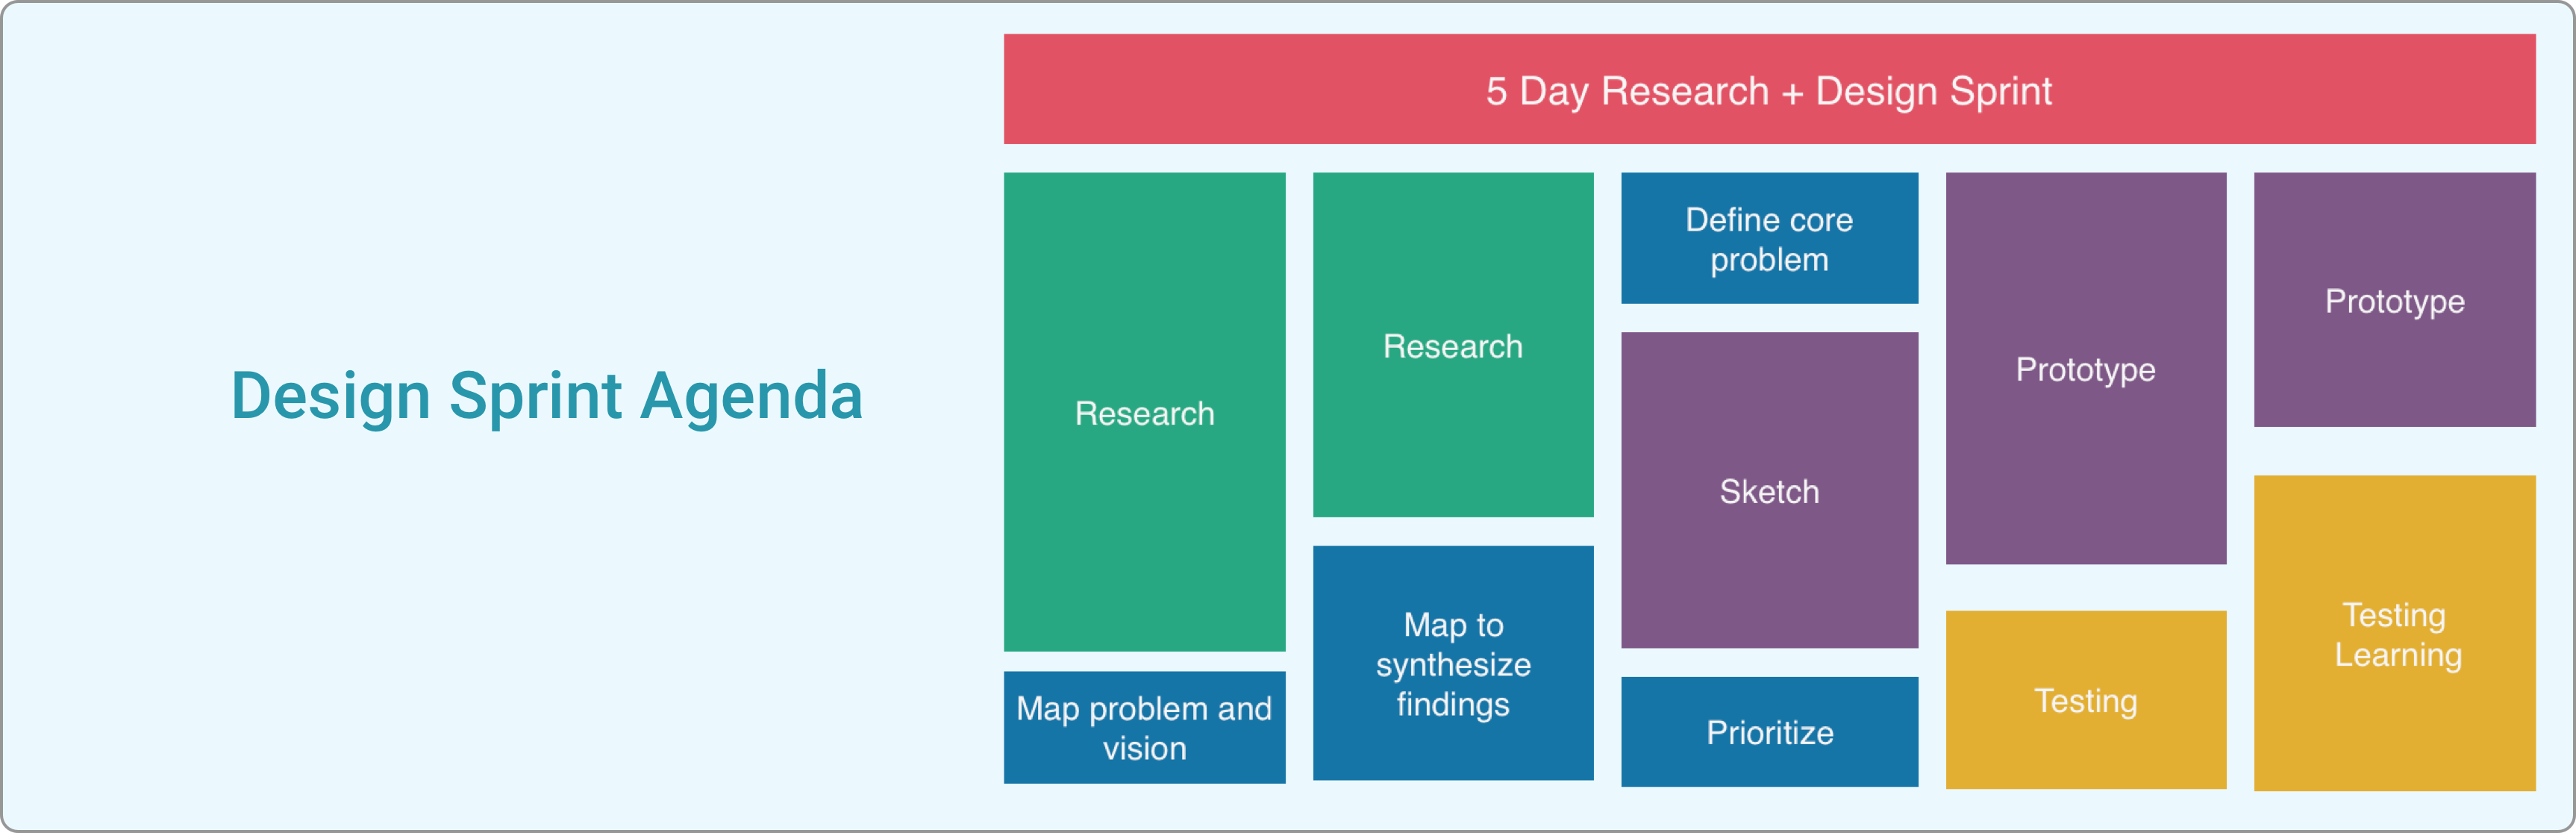 Design Sprint Agenda
5 Day Research + Design Sprint
Research
Map problem and
vision
Research
Map to
synthesize
findings
Define core
problem
Sketch
Prioritize
Prototype
Testing
Prototype
Testing
Learning